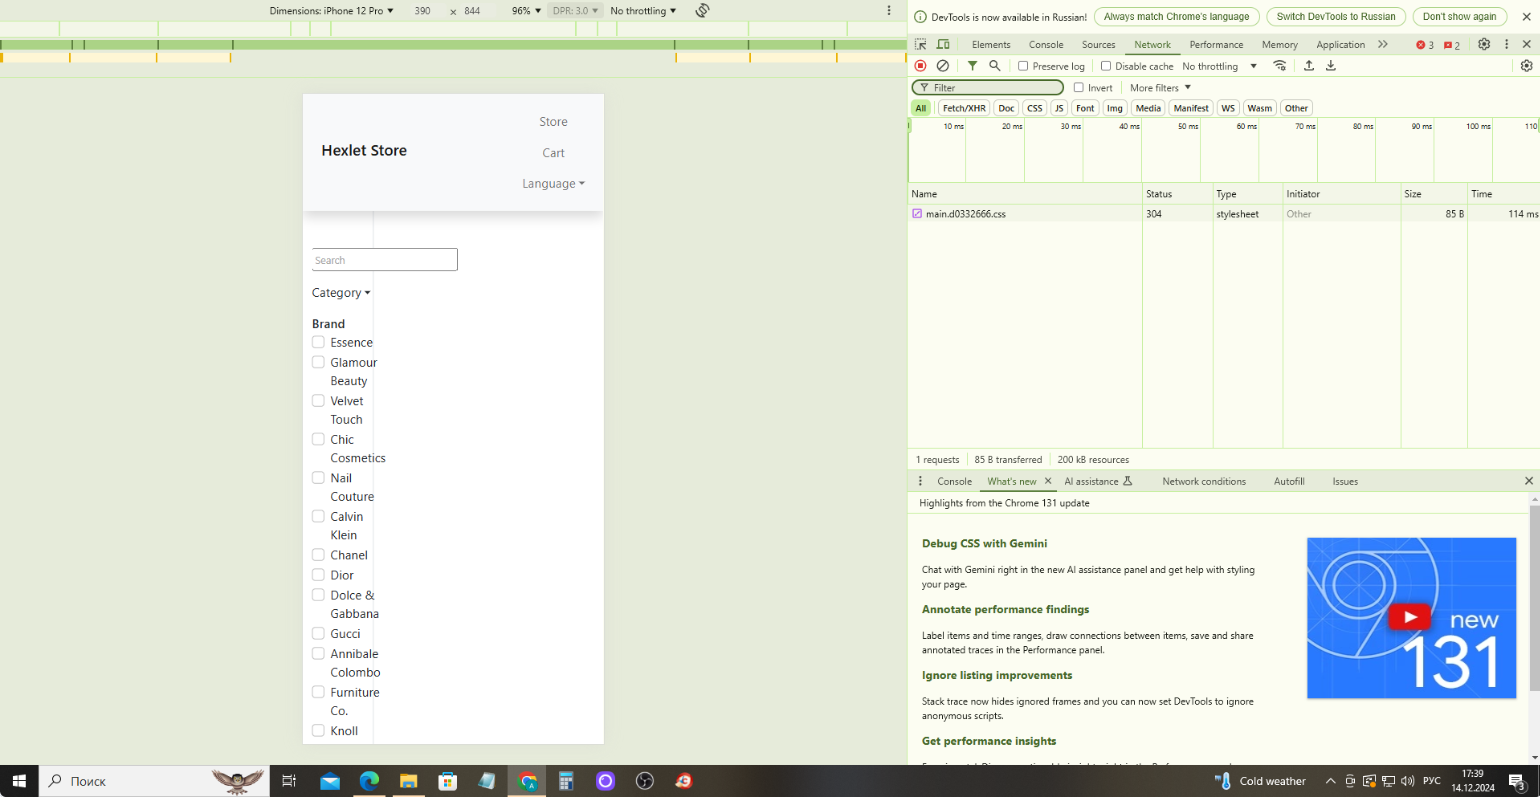 Dimensions: iPhone 12 Pro ▼ 390 × 844 96% ▼ DPR: 3.0 ▼ No throttling ▼
Hexlet Store
Store
Cart
Language
Search
Category
Brand
Essence
Glamour
Beauty
Velvet
Touch
Chic
Cosmetics
Nail
Couture
Calvin
Klein
Chanel
Dior
Dolce &
Gabbana
Gucci
Annibale
Colombo
Furniture
Co.
Knoll
DevTools is now available in Russian! Always match Chrome's language Switch DevTools to Russian Don't show again
Elements Console Sources Network Performance Memory Application 3 2
Preserve log Disable cache No throttling ▼
Filter Invert More filters ▼
All Fetch/XHR Doc CSS JS Font Img Media Manifest WS Wasm Other
10 ms 20 ms 30 ms 40 ms 50 ms 60 ms 70 ms 80 ms 90 ms 100 ms 110
Name Status Type Initiator Size Time
main.d0332666.css 304 stylesheet Other 85 B 114 ms
1 requests 85 B transferred 200 kB resources
Console What's new AI assistance Network conditions Autofill Issues
Highlights from the Chrome 131 update
Debug CSS with Gemini
Chat with Gemini right in the new AI assistance panel and get help with styling
your page.
Annotate performance findings
Label items and time ranges, draw connections between items, save and share
annotated traces in the Performance panel.
Ignore listing improvements
Stack trace now hides ignored frames and you can now set DevTools to ignore
anonymous scripts.
Get performance insights
new
131
Поиск
Cold weather
РУС
17:39
14.12.2024
3